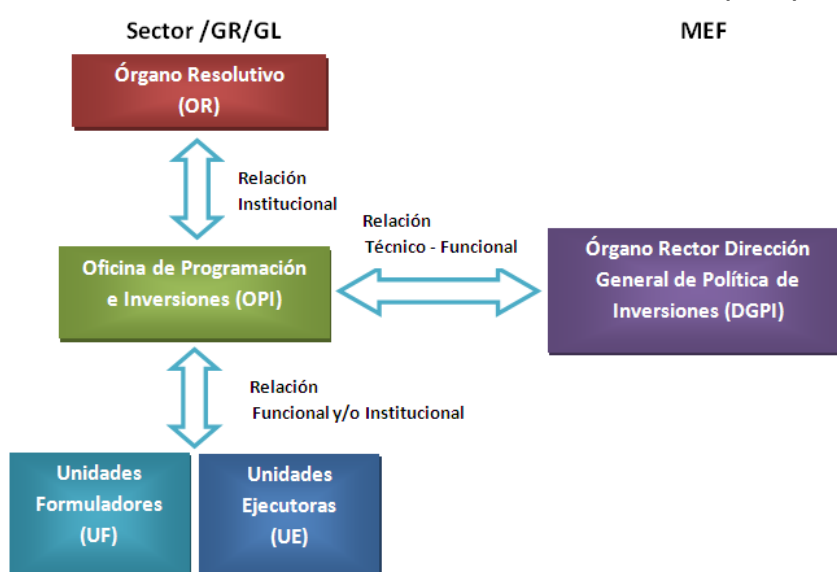 Sector /GR/GL
MEF
Órgano Resolutivo
(OR)
Relación
Institucional
Relación
Técnico - Funcional
Oficina de Programación
e Inversiones (OPI)
Órgano Rector Dirección
General de Política de
Inversiones (DGPI)
Relación
Funcional y/o Institucional
Unidades
Formuladores
(UF)
Unidades
Ejecutoras
(UE)